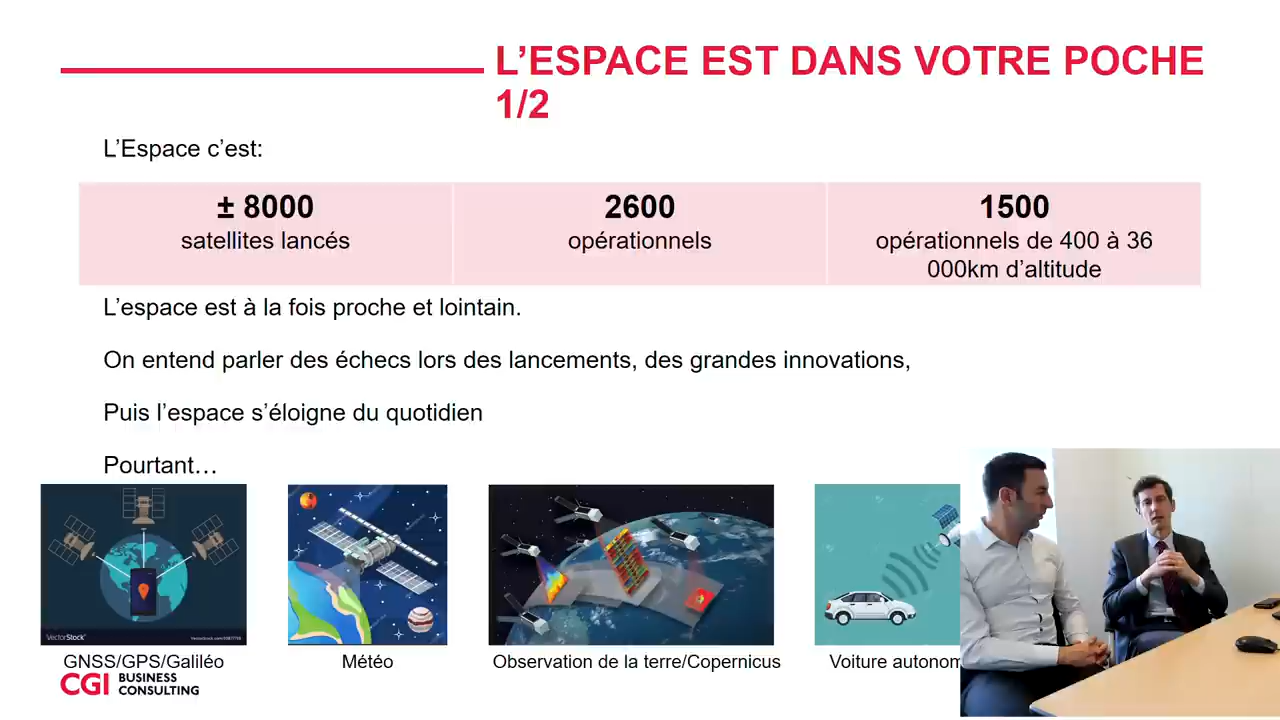 L’ESPACE EST DANS VOTRE POCHE
1/2
L’Espace c’est:
± 8000
satellites lancés
2600
opérationnels
1500
opérationnels de 400 à 36
000km d’altitude
L’espace est à la fois proche et lointain.
On entend parler des échecs lors des lancements, des grandes innovations,
Puis l’espace s’éloigne du quotidien
Pourtant…
VectorStock
GNSS/GPS/Galiléo
Météo
Observation de la terre/Copernicus
Voiture autonom
CGI
BUSINESS
CONSULTING